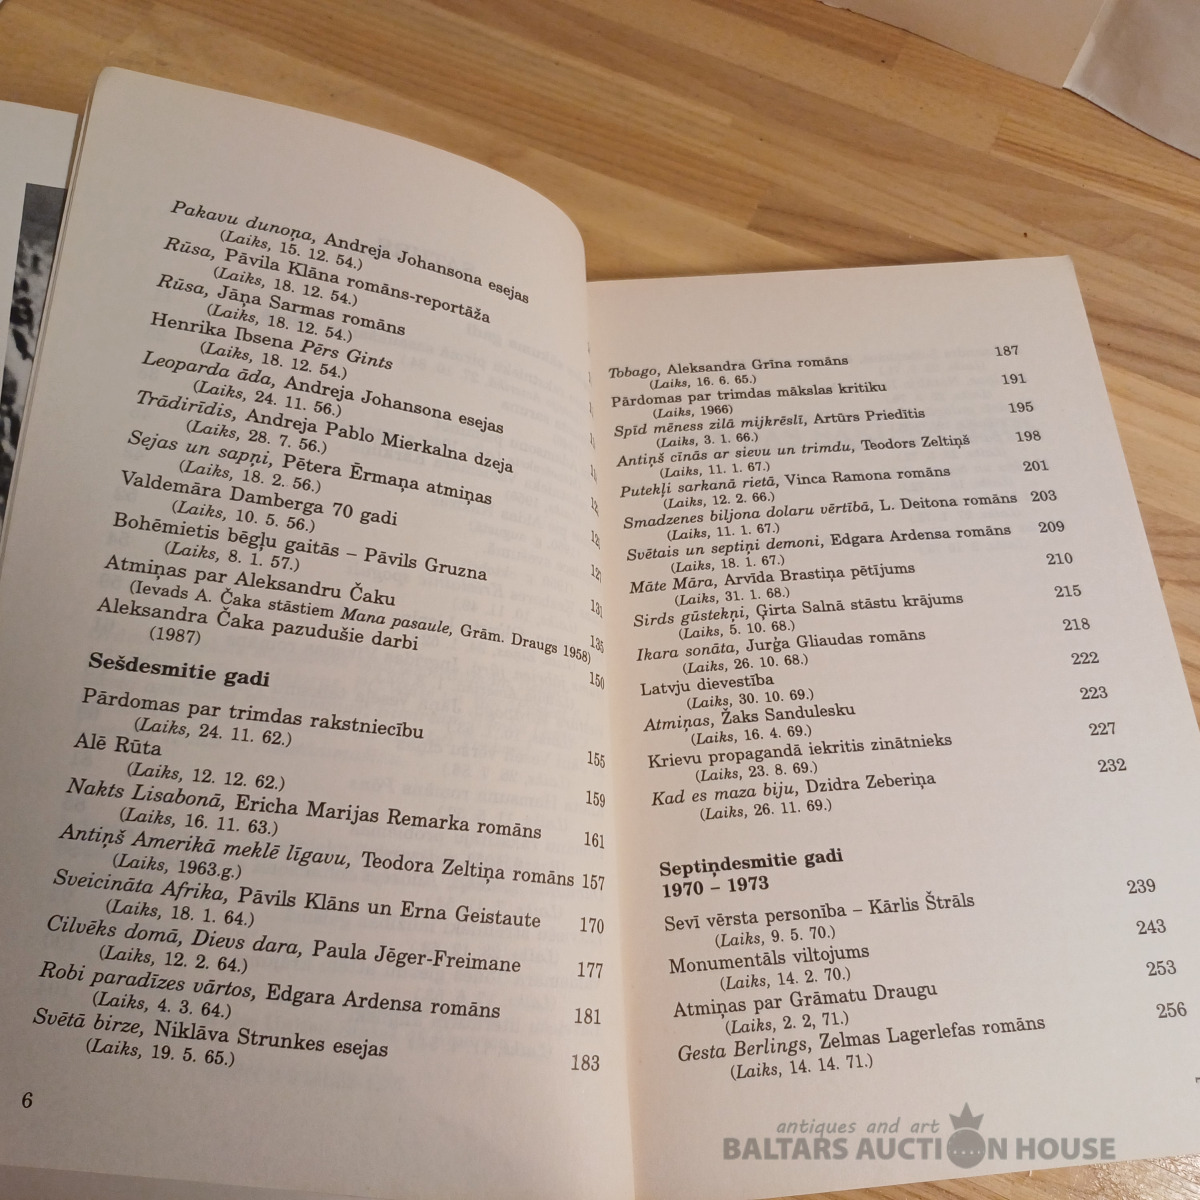 Pakavu dunoņa, Andreja Johansona esejas
(Laiks, 15. 12. 54.)
Rūsa, Pāvila Klāna romāns-reportāža
(Laiks, 18. 12. 54.)
Rūsa, Jāņa Sarmas romāns
(Laiks, 18. 12. 54.)
Henrika Ibsena Pērs Gints
(Laiks, 18. 12. 54.)
Leoparda āda, Andreja Johansona esejas
(Laiks, 24. 11. 56.)
Trādirīdis, Andreja Pablo Mierkalna dzeja
(Laiks, 28. 7. 56.)
Sejas un sapņi, Pētera Ērmaņa atmiņas
(Laiks, 18. 2. 56.)
Valdemāra Damberga 70 gadi
(Laiks, 10. 5. 56.)
Bohēmietis bēgļu gaitās – Pāvils Gruzna
(Laiks, 8. 1. 57.)
Atmiņas par Aleksandru Čaku 131
(Ievads A. Čaka stāstiem Mana pasaule, Grām. Draugs 1958)
Aleksandra Čaka pazudušie darbi 135
(1987)
Sešdesmitie gadi 150
Pārdomas par trimdas rakstniecību 155
(Laiks, 24. 11. 62.)
Alē Rūta 159
(Laiks, 12. 12. 62.)
Nakts Lisabonā, Ericha Marijas Remarka romāns 161
(Laiks, 16. 11. 63.)
Antiņš Amerikā meklē līgavu, Teodora Zeltiņa romāns 157
(Laiks, 1963.g.)
Sveicināta Afrika, Pāvils Klāns un Erna Geistaute 170
(Laiks, 18. 1. 64.)
Cilvēks domā, Dievs dara, Paula Jēger-Freimane 177
(Laiks, 12. 2. 64.)
Robi paradīzes vārtos, Edgara Ardensa romāns 181
(Laiks, 4. 3. 64.)
Svētā birze, Niklāva Strunkes esejas 183
(Laiks, 19. 5. 65.)
6
Tobago, Aleksandra Grīna romāns 187
(Laiks, 16. 6. 65.)
Pārdomas par trimdas mākslas kritiku 191
(Laiks, 1966)
Spīd mēness zilā mijkrēslī, Artūrs Priedītis 195
(Laiks, 3. 1. 66.)
Antiņš cīnās ar sievu un trimdu, Teodors Zeltiņš 198
(Laiks, 11. 1. 67.)
Putekļi sarkanā rietā, Vinca Ramona romāns 201
(Laiks, 12. 2. 66.)
Smadzenes biljona dolaru vērtībā, L. Deitona romāns 203
(Laiks, 11. 1. 67.)
Svētais un septiņi demoni, Edgara Ardensa romāns 209
(Laiks, 18. 1. 67.)
Māte Māra, Arvīda Brastiņa pētījums 210
(Laiks, 31. 1. 68.)
Sirds gūstekņi, Ģirta Salnā stāstu krājums 215
(Laiks, 5. 10. 68.)
Ikara sonāta, Jurģa Gliaudas romāns 218
(Laiks, 26. 10. 68.)
Latvju dievestība 222
(Laiks, 30. 10. 69.)
Atmiņas, Žaks Sandulesku 223
(Laiks, 16. 4. 69.)
Krievu propagandā iekritis zinātnieks 227
(Laiks, 23. 8. 69.)
Kad es maza biju, Dzidra Zeberiņa 232
(Laiks, 26. 11. 69.)
Septiņdesmitie gadi
1970 – 1973
Sevī vērsta personība – Kārlis Štrāls 239
(Laiks, 9. 5. 70.)
Monumentāls viltojums 243
(Laiks, 14. 2. 70.)
Atmiņas par Grāmatu Draugu 253
(Laiks, 2. 2, 71.)
Gesta Berlings, Zelmas Lagerlefas romāns 256
(Laiks, 14. 14. 71.)
antiques and art
BALTARS AUCTION HOUSE